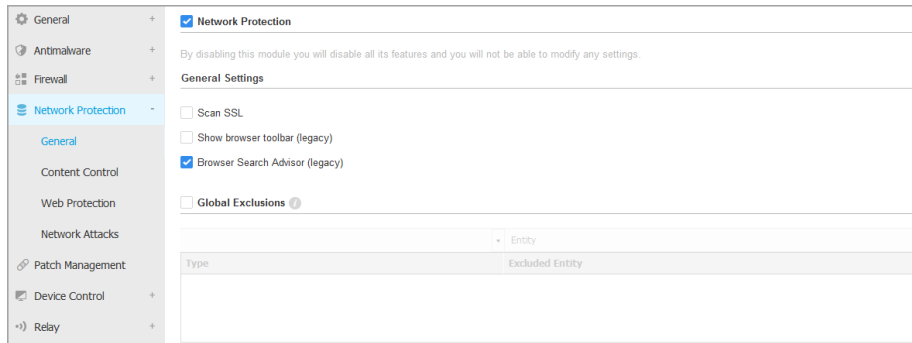 General +
Antimalware +
Firewall +
Network Protection -
General
Content Control
Web Protection
Network Attacks
Patch Management
Device Control +
Relay +
Network Protection
By disabling this module you will disable all its features and you will not be able to modify any settings.
General Settings
Scan SSL
Show browser toolbar (legacy)
Browser Search Advisor (legacy)
Global Exclusions i
Entity
Type Excluded Entity